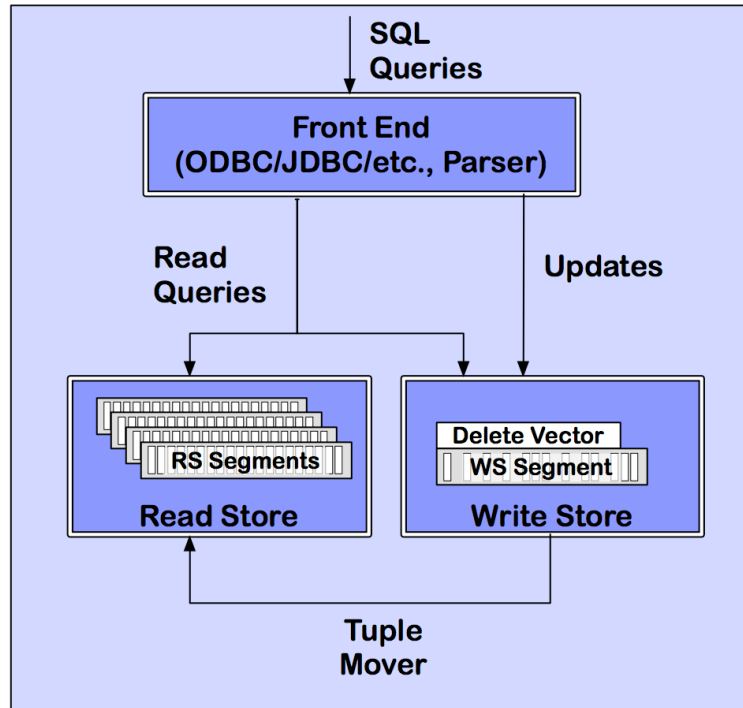 SQL
Queries
Front End
(ODBC/JDBC/etc., Parser)
Read
Queries
Updates
RS Segments
Read Store
Delete Vector
WS Segment
Write Store
Tuple
Mover